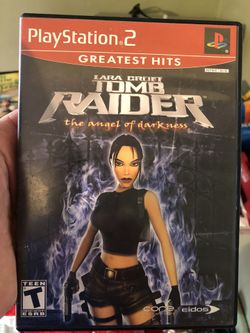 PlayStation 2
GREATEST HITS
LARA CROFT
TOMB
RAIDER
the angel of darkness
TEEN
T
ESRB
core
eidos